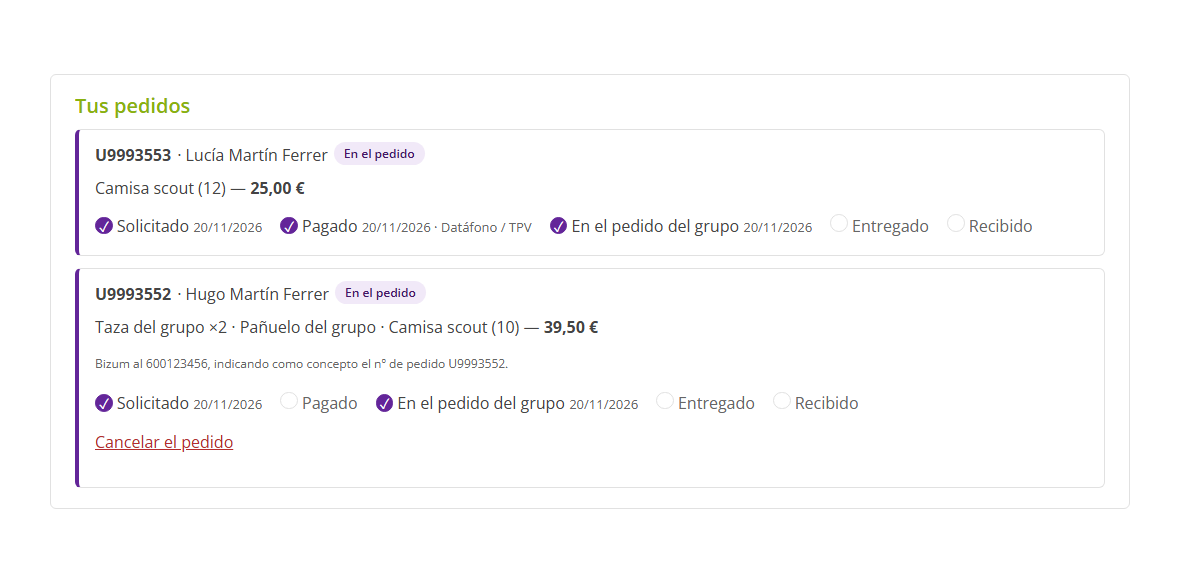 Tus pedidos
U9993553 · Lucía Martín Ferrer En el pedido
Camisa scout (12) — 25,00 €
Solicitado 20/11/2026 Pagado 20/11/2026 · Datáfono / TPV En el pedido del grupo 20/11/2026 Entregado Recibido
U9993552 · Hugo Martín Ferrer En el pedido
Taza del grupo ×2 · Pañuelo del grupo · Camisa scout (10) — 39,50 €
Bizum al 600123456, indicando como concepto el nº de pedido U9993552.
Solicitado 20/11/2026 Pagado En el pedido del grupo 20/11/2026 Entregado Recibido
Cancelar el pedido